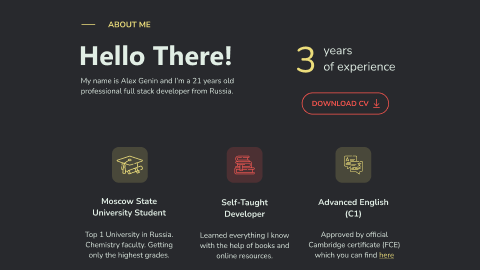 ABOUT ME
Hello There!
My name is Alex Genin and I'm a 21 years old
professional full stack developer from Russia.
3 years
of experience
DOWNLOAD CV
Moscow State
University Student
Top 1 University in Russia.
Chemistry faculty. Getting
only the highest grades.
Self-Taught
Developer
Learned everything I know
with the help of books and
online resources.
Advanced English
(C1)
Approved by official
Cambridge certificate (FCE)
which you can find here